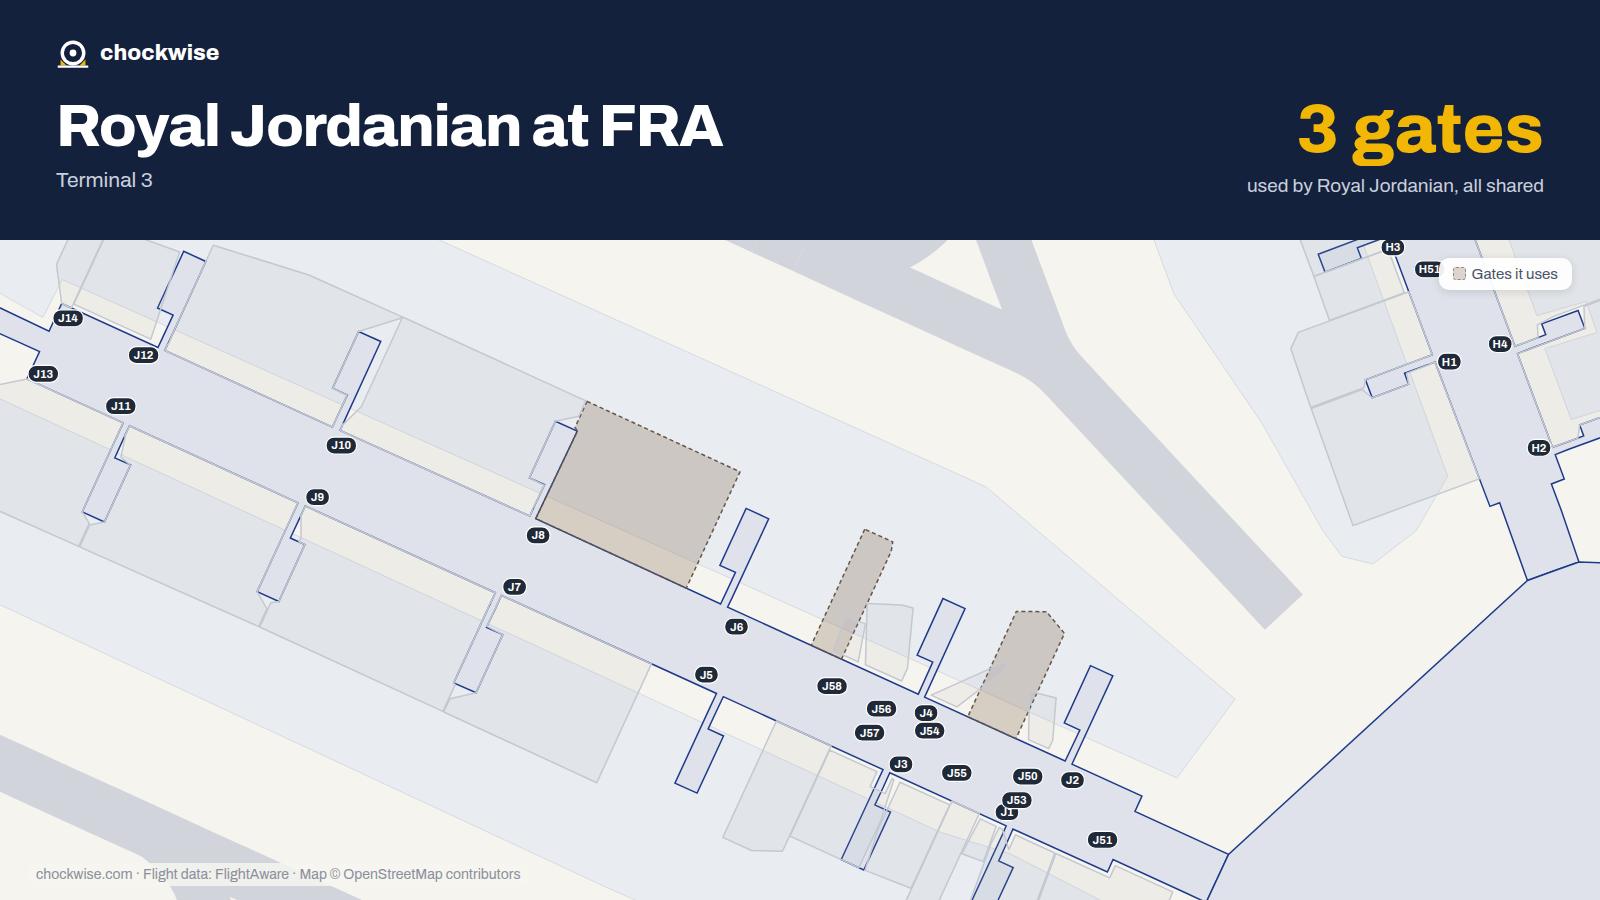 chockwise
Royal Jordanian at FRA
Terminal 3
3 gates
used by Royal Jordanian, all shared
Gates it uses
H3
H51
H4
H1
H2
J14
J12
J13
J11
J10
J9
J8
J7
J6
J5
J58
J56
J4
J57
J54
J3
J55
J50
J2
J53
J1
J51
chockwise.com · Flight data: FlightAware · Map © OpenStreetMap contributors